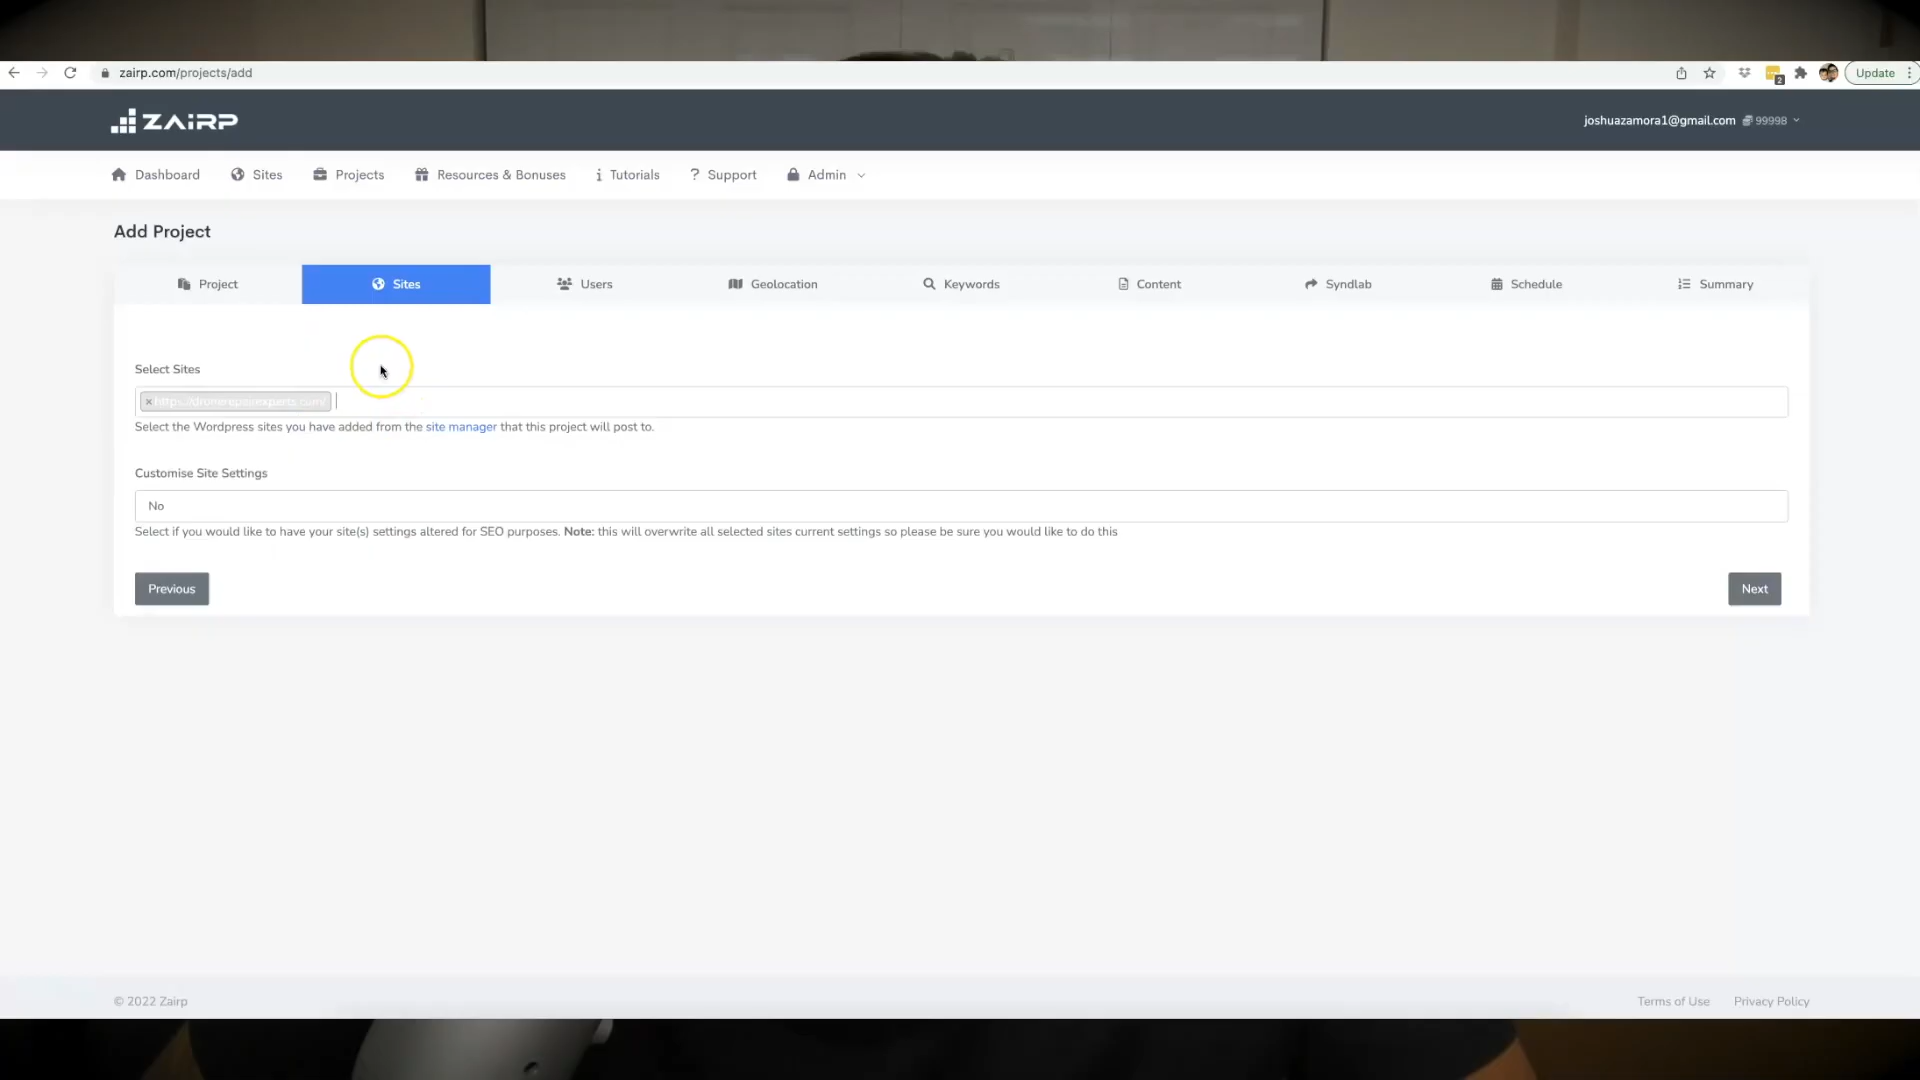 zairp.com/projects/add
2
Update
ZAiRP
joshuazamora1@gmail.com 99998
Dashboard Sites Projects Resources & Bonuses Tutorials ? Support Admin
Add Project
Project Sites Users Geolocation Keywords Content Syndlab Schedule Summary
Select Sites
× https://dronerepairexperts.com/
Select the Wordpress sites you have added from the site manager that this project will post to.
Customise Site Settings
No
Select if you would like to have your site(s) settings altered for SEO purposes. Note: this will overwrite all selected sites current settings so please be sure you would like to do this
Previous Next
© 2022 Zairp Terms of Use Privacy Policy